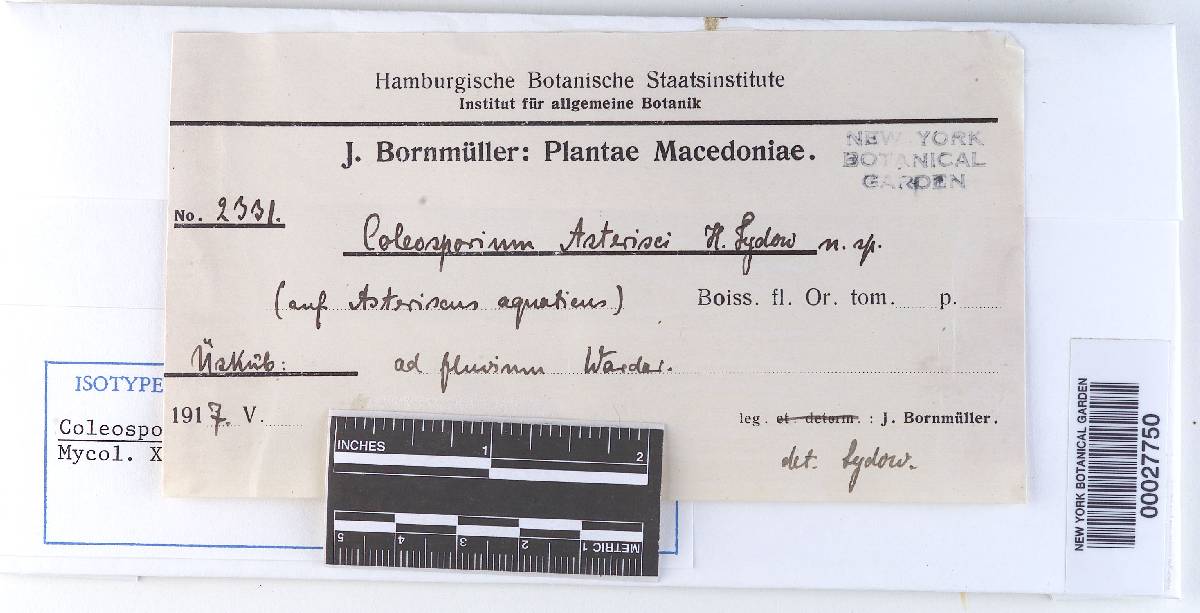 Hamburgische Botanische Staatsinstitute
Institut für allgemeine Botanik
J. Bornmüller: Plantae Macedoniae.
NEW YORK
BOTANICAL
GARDEN
No. 2331.
Coleosporium Asterisci H. Sydow n. sp.
(auf Asteriscus aquaticus) Boiss. fl. Or. tom. p.
Üsküb: ad fluvium Wardar.
1917. V. leg. et determ. : J. Bornmüller.
det. Sydow.
ISOTYPE
Coleospo
Mycol. X
INCHES 1 2
5 4 3 2 1 METRIC
NEW YORK BOTANICAL GARDEN
00027750